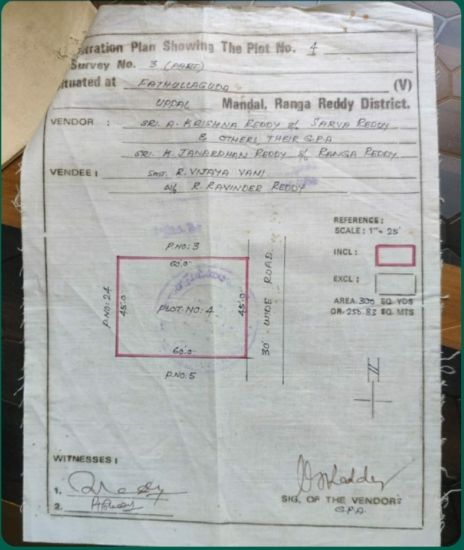 tration Plan Showing The Plot No. 4
Survey No. 3 (PART)
ituated at FATHULLAGUDA (V)
UPPAL Mandal, Ranga Reddy District.
VENDOR : SRI. A. KRISHNA REDDY S/o SARVA REDDY
& OTHERS, THEIR G.P.A
SRI. K. JANARDHAN REDDY S/o RANGA REDDY
VENDEE : SMT. R. VIJAYA VANI
W/o R. RAVINDER REDDY
REFERENCE :
SCALE : 1" = 25'
INCL :
EXCL :
AREA 300 SQ. YDS
OR 255.83 SQ. MTS
P.NO: 3
60.0"
P.NO: 24
45.0
PLOT. NO: 4
45.0
30' WIDE ROAD
60.0"
P.NO: 5
WITNESSES :
1.
2
SIG. OF THE VENDORS
G.P.A.